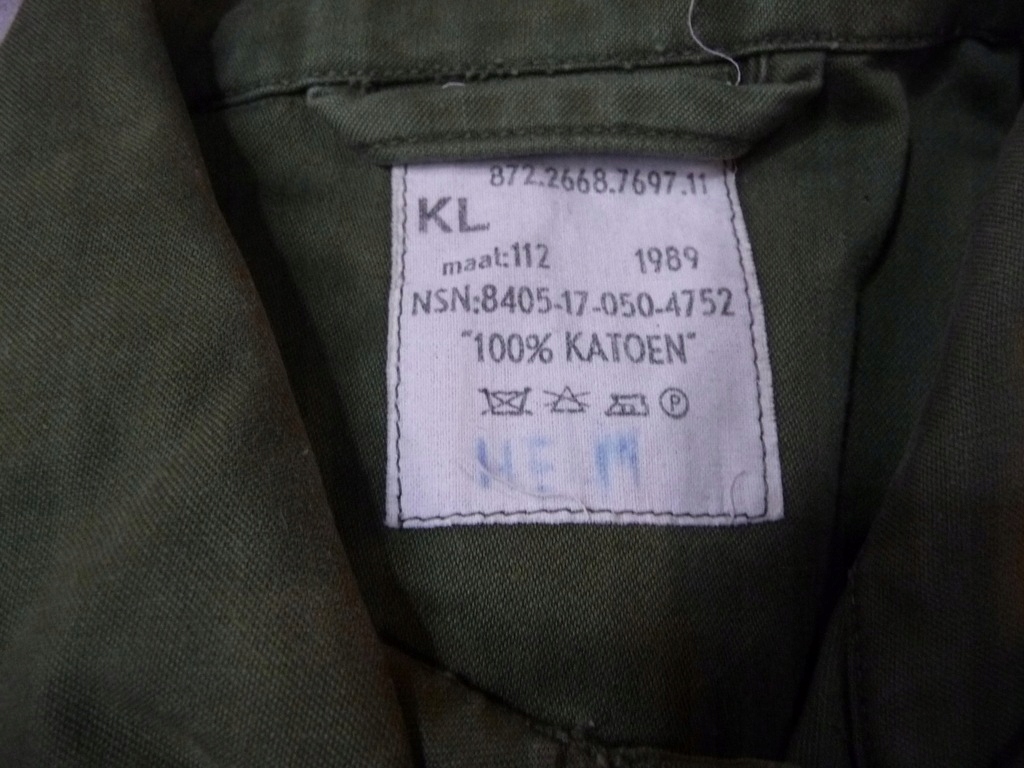 872.2668.7697.11
KL
maat:112 1989
NSN:8405-17-050-4752
"100% KATOEN"
P